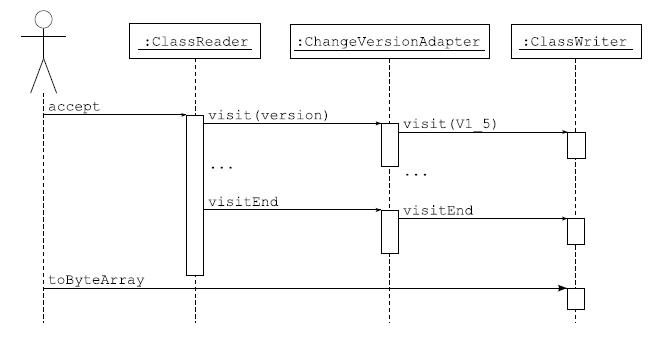 :ClassReader
:ChangeVersionAdapter
:ClassWriter
accept
visit(version)
visit(V1_5)
...
...
visitEnd
visitEnd
toByteArray